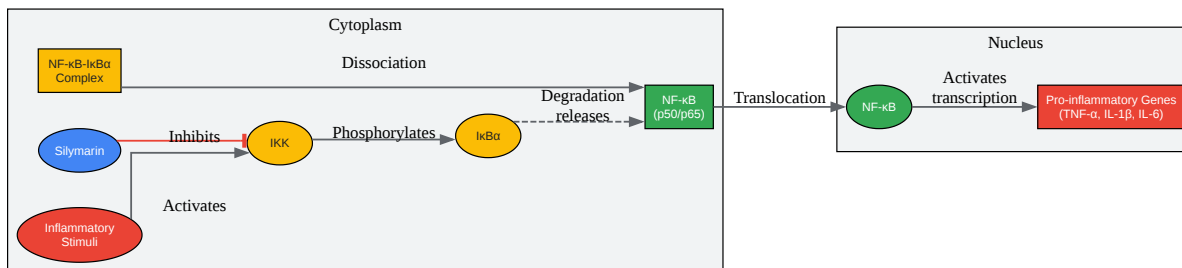 Cytoplasm
NF-κB-IκBα
Complex
Dissociation
Degradation
releases
NF-κB
(p50/p65)
Translocation
Silymarin
Inhibits
IKK
Phosphorylates
IκBα
Activates
Inflammatory
Stimuli
Nucleus
NF-κB
Activates
transcription
Pro-inflammatory Genes
(TNF-α, IL-1β, IL-6)